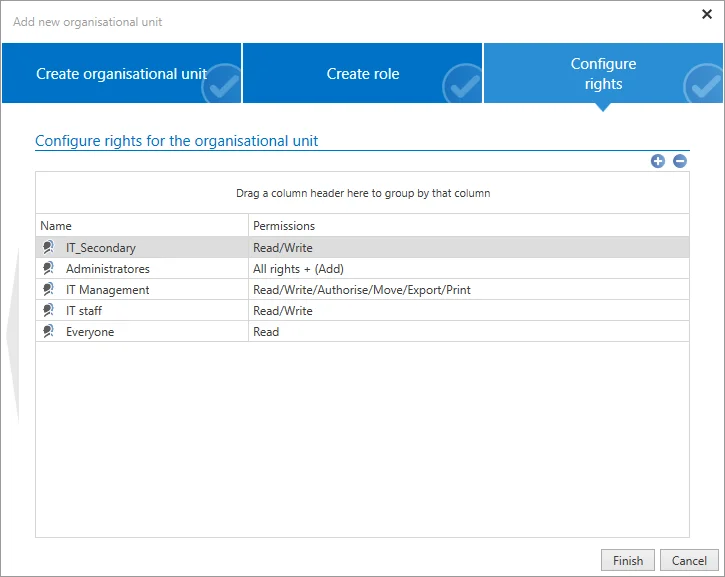 Add new organisational unit
Create organisational unit
Create role
Configure
rights
Configure rights for the organisational unit
Drag a column header here to group by that column
Name Permissions
IT_Secondary Read/Write
Administratores All rights + (Add)
IT Management Read/Write/Authorise/Move/Export/Print
IT staff Read/Write
Everyone Read
Finish Cancel